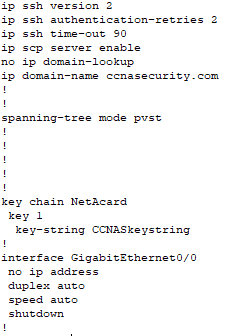 ip ssh version 2
ip ssh authentication-retries 2
ip ssh time-out 90
ip scp server enable
no ip domain-lookup
ip domain-name ccnasecurity.com
!
!
spanning-tree mode pvst
!
!
!
!
!
key chain NetAcard
 key 1
  key-string CCNASkeystring
!
interface GigabitEthernet0/0
 no ip address
 duplex auto
 speed auto
 shutdown
!